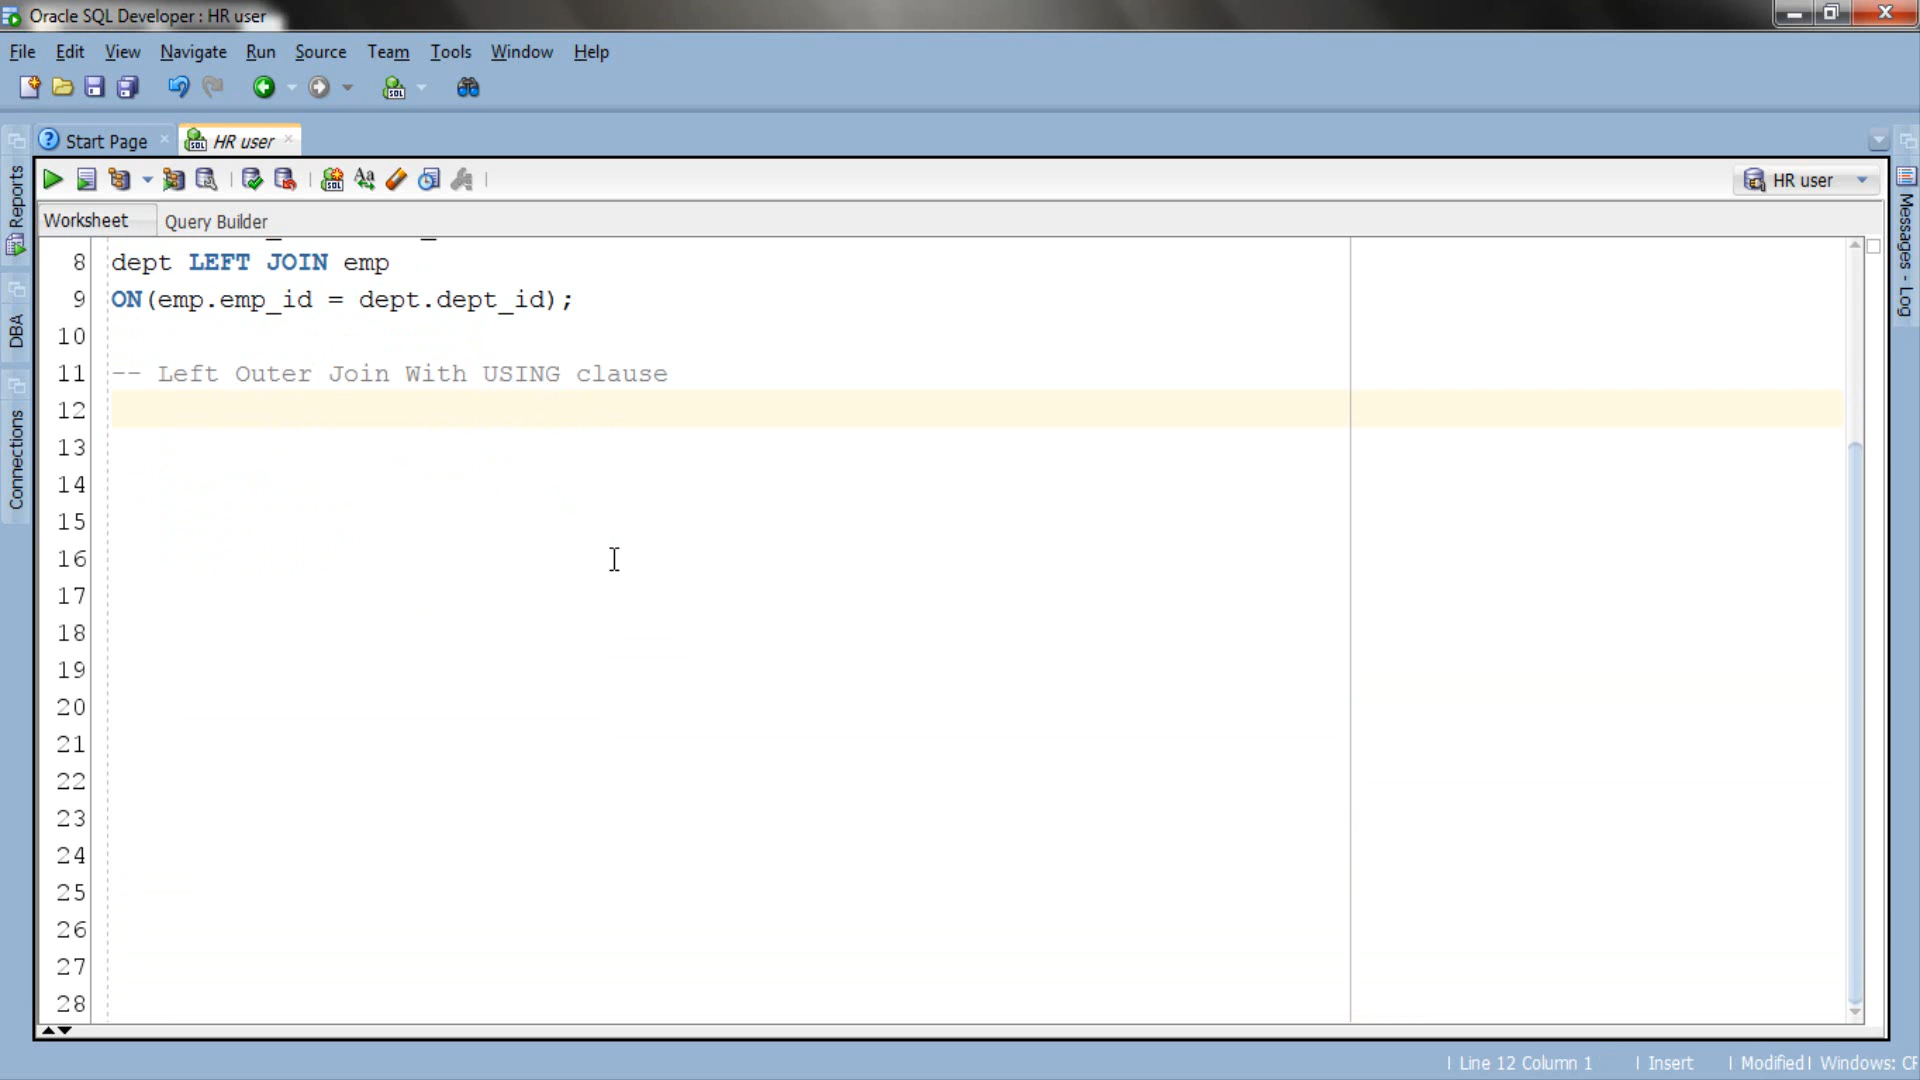 Oracle SQL Developer : HR user
File Edit View Navigate Run Source Team Tools Window Help
Start Page HR user
HR user
Worksheet Query Builder
8 dept LEFT JOIN emp
9 ON(emp.emp_id = dept.dept_id);
10
11 -- Left Outer Join With USING clause
12
13
14
15
16
17
18
19
20
21
22
23
24
25
26
27
28
Reports
DBA
Connections
Messages - Log
Line 12 Column 1 Insert Modified Windows: CF